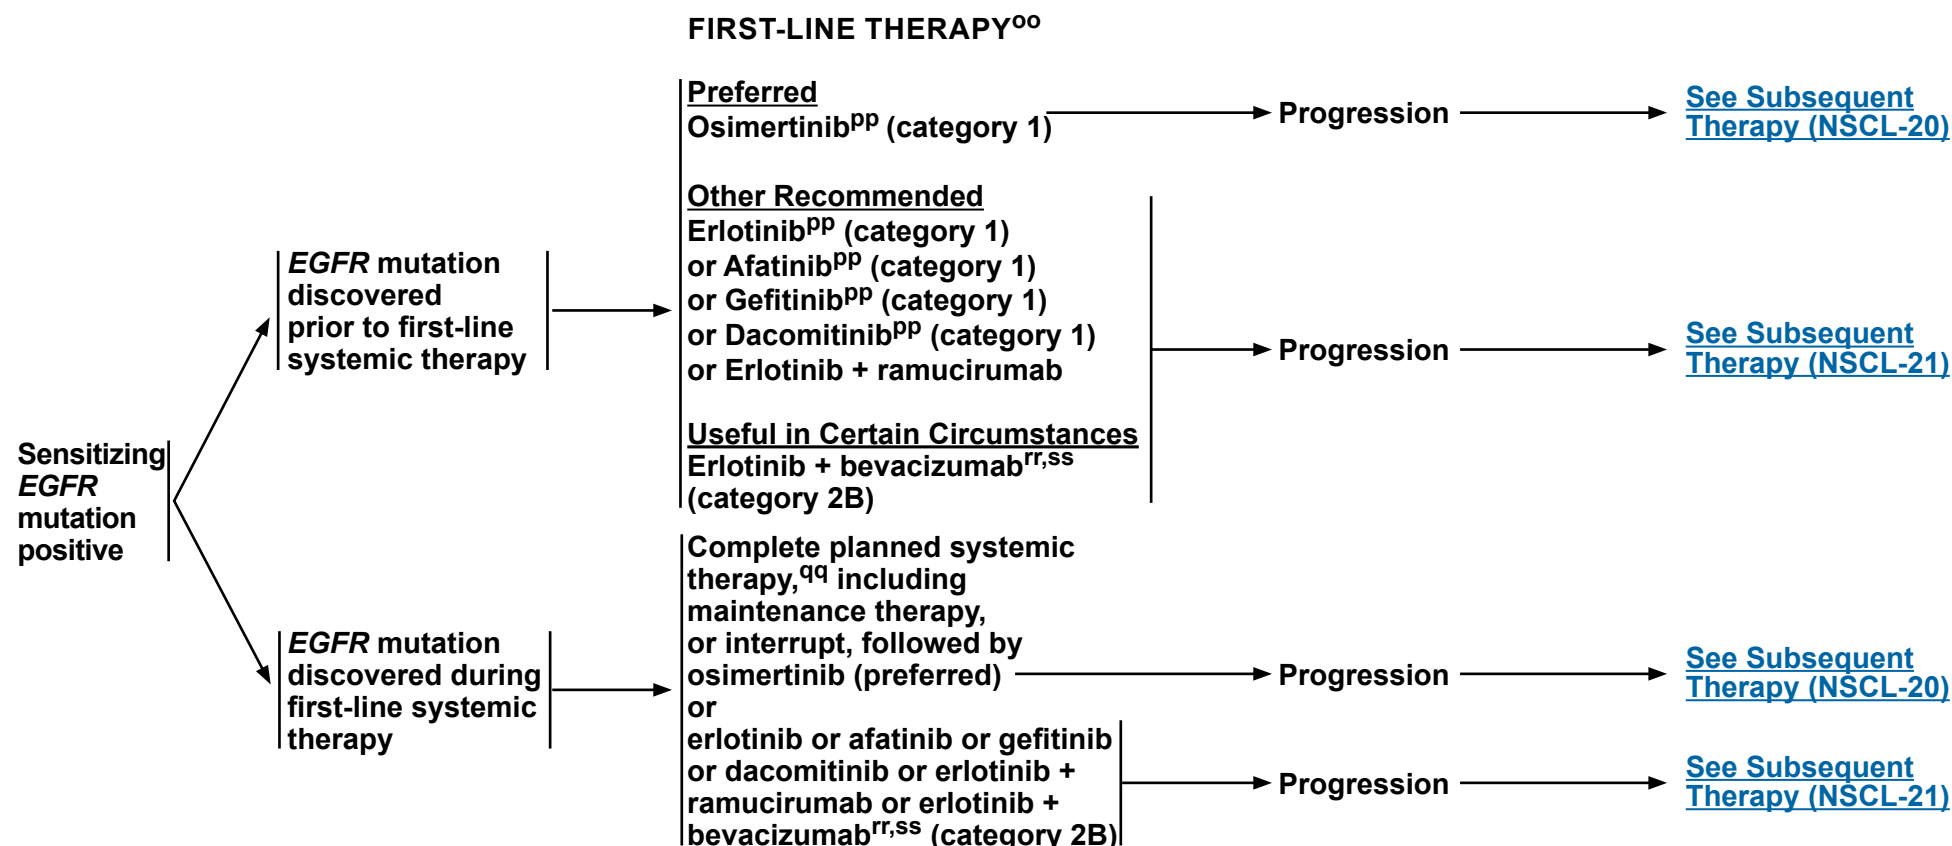 FIRST-LINE THERAPYoo
Sensitizing
EGFR
mutation
positive
EGFR mutation
discovered
prior to first-line
systemic therapy
Preferred
Osimertinibpp (category 1)
Progression
See Subsequent
Therapy (NSCL-20)
Other Recommended
Erlotinibpp (category 1)
or Afatinibpp (category 1)
or Gefitinibpp (category 1)
or Dacomitinibpp (category 1)
or Erlotinib + ramucirumab
Useful in Certain Circumstances
Erlotinib + bevacizumabrr,ss
(category 2B)
Progression
See Subsequent
Therapy (NSCL-21)
EGFR mutation
discovered during
first-line systemic
therapy
Complete planned systemic
therapy,qq including
maintenance therapy,
or interrupt, followed by
osimertinib (preferred)
Progression
See Subsequent
Therapy (NSCL-20)
or
erlotinib or afatinib or gefitinib
or dacomitinib or erlotinib +
ramucirumab or erlotinib +
bevacizumabrr,ss (category 2B)
Progression
See Subsequent
Therapy (NSCL-21)